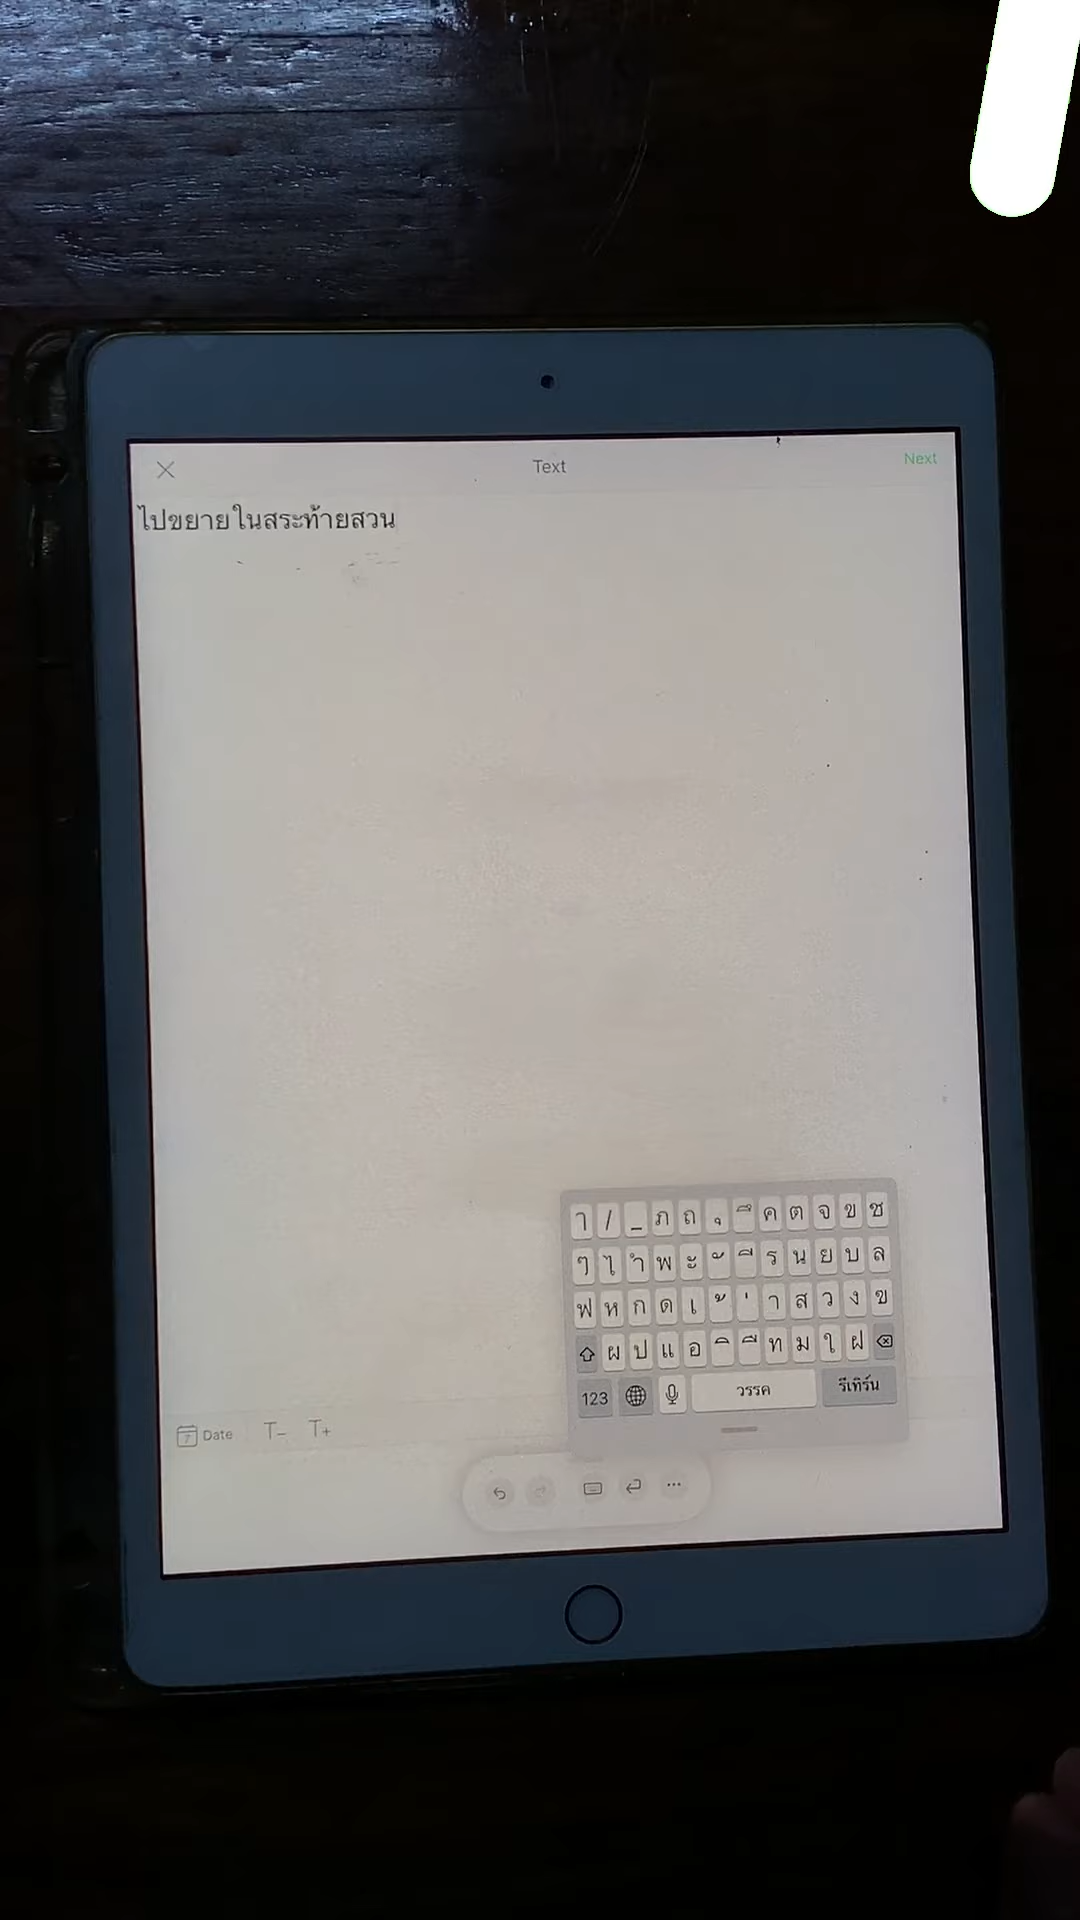 Text
Next
ไปขยายในสระท้ายสวน
า / _ ภ ถ ุ ึ ค ต จ ข ช
ๆ ไ ำ พ ะ ั ี ร น ย บ ล
ฟ ห ก ด เ ้ ่ า ส ว ง ข
ผ ป แ อ ิ ื ท ม ใ ฝ
123 วรรค รีเทิร์น
7 Date T- T+